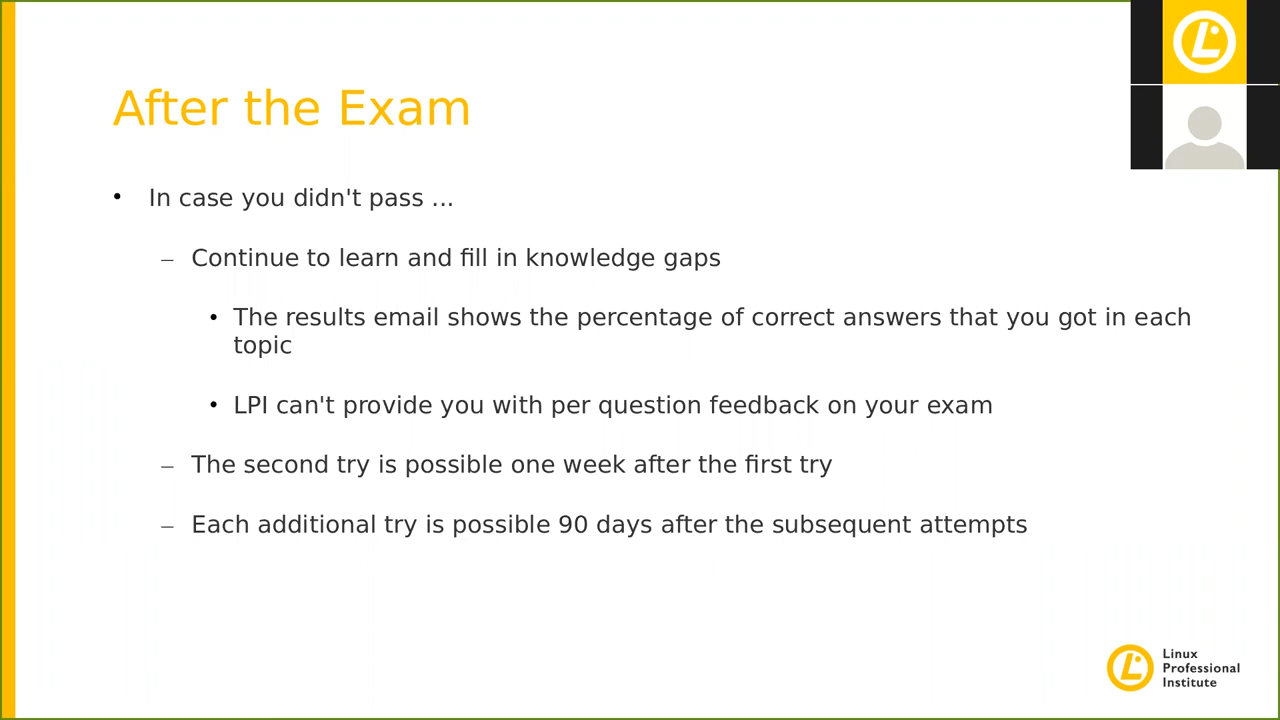 After the Exam
• In case you didn't pass ...
– Continue to learn and fill in knowledge gaps
• The results email shows the percentage of correct answers that you got in each
topic
• LPI can't provide you with per question feedback on your exam
– The second try is possible one week after the first try
– Each additional try is possible 90 days after the subsequent attempts
Linux
Professional
Institute